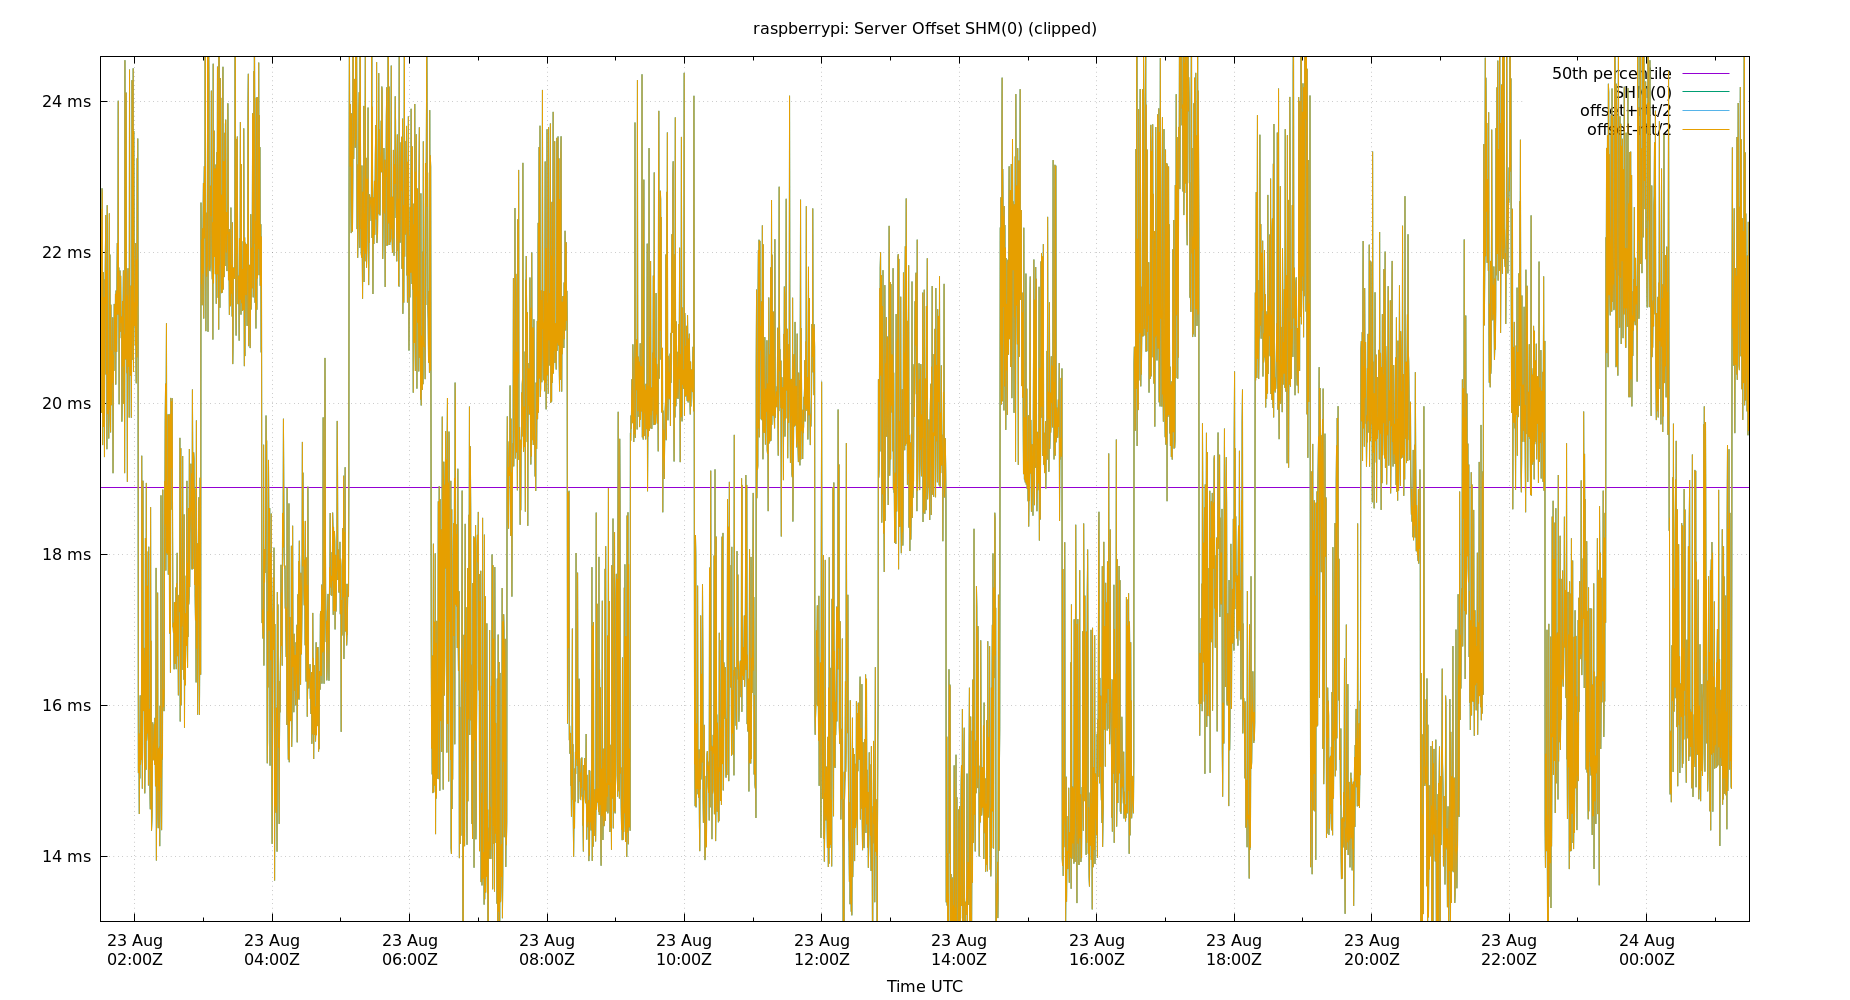 raspberrypi: Server Offset SHM(0) (clipped)
50th percentile
SHM(0)
offset+rtt/2
offset-rtt/2
24 ms
22 ms
20 ms
18 ms
16 ms
14 ms
23 Aug 23 Aug 23 Aug 23 Aug 23 Aug 23 Aug 23 Aug 23 Aug 23 Aug 23 Aug 23 Aug 24 Aug
02:00Z 04:00Z 06:00Z 08:00Z 10:00Z 12:00Z 14:00Z 16:00Z 18:00Z 20:00Z 22:00Z 00:00Z
Time UTC